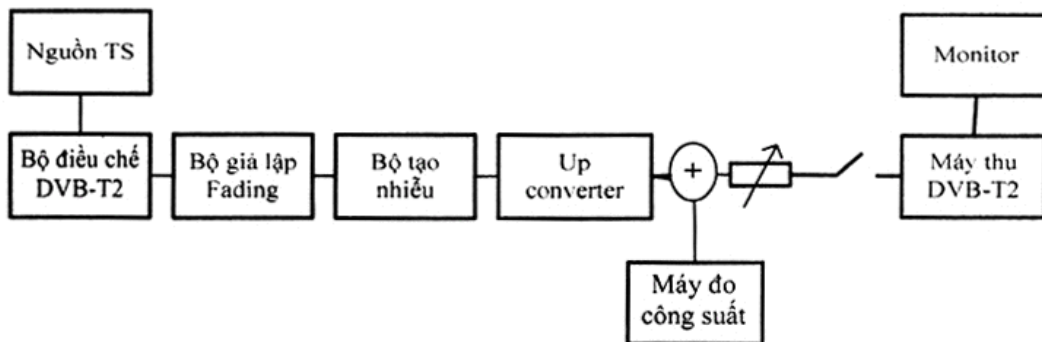 Nguồn TS
Monitor
Bộ điều chế
DVB-T2
Bộ giả lập
Fading
Bộ tạo
nhiễu
Up
converter
+
Máy thu
DVB-T2
Máy đo
công suất